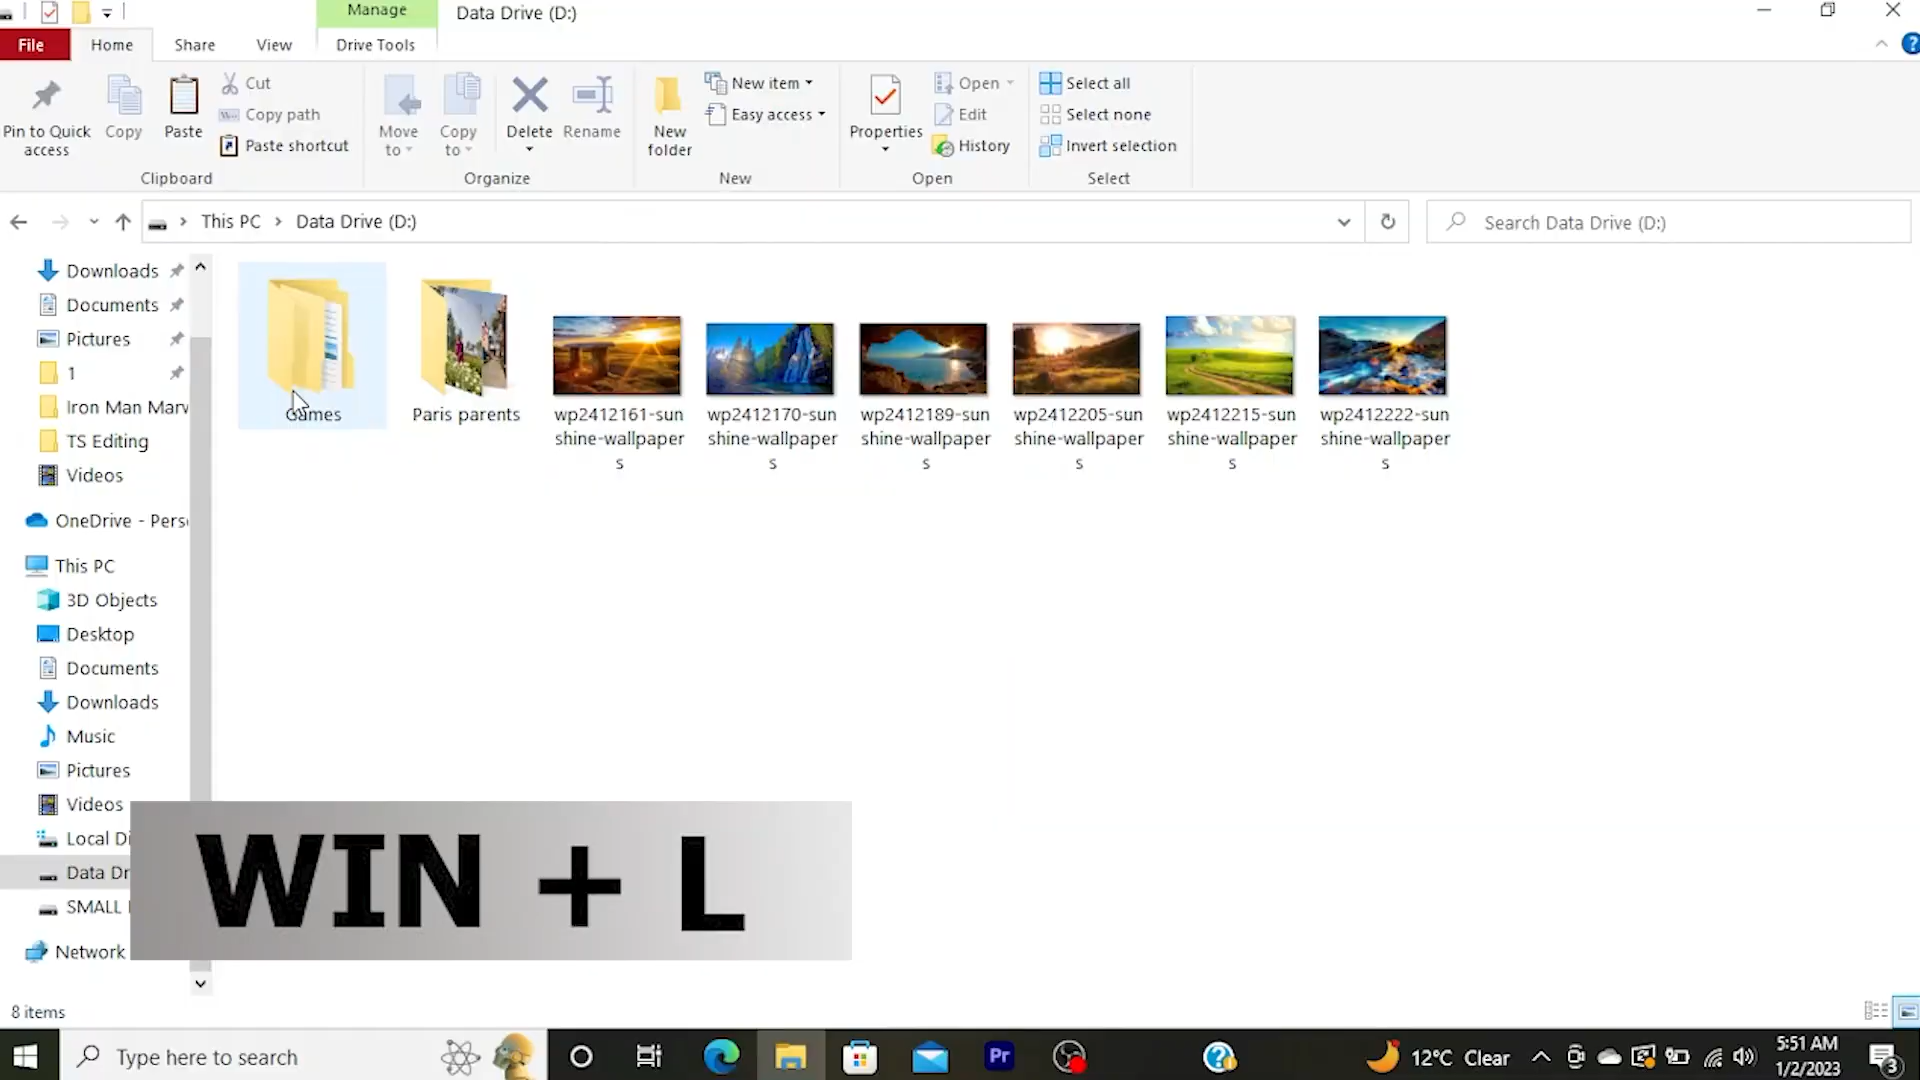 Manage
Data Drive (D:)
File
Home
Share
View
Drive Tools
Pin to Quick
access
Copy
Paste
Cut
Copy path
Paste shortcut
Clipboard
Move
to
Copy
to
Delete
Rename
Organize
New
folder
New item
Easy access
New
Properties
Open
Edit
History
Open
Select all
Select none
Invert selection
Select
This PC > Data Drive (D:)
Search Data Drive (D:)
Downloads
Documents
Pictures
1
Iron Man Marv
TS Editing
Videos
OneDrive - Pers
This PC
3D Objects
Desktop
Documents
Downloads
Music
Pictures
Videos
Local Di
Data Dr
SMALL
Network
Games
Paris parents
wp2412161-sun
shine-wallpaper
s
wp2412170-sun
shine-wallpaper
s
wp2412189-sun
shine-wallpaper
s
wp2412205-sun
shine-wallpaper
s
wp2412215-sun
shine-wallpaper
s
wp2412222-sun
shine-wallpaper
s
WIN + L
8 items
Type here to search
Pr
12°C Clear
5:51 AM
1/2/2023
3